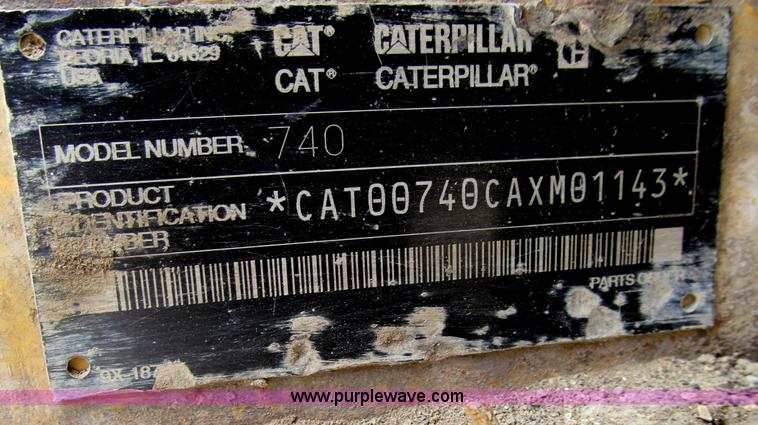 CATERPILLAR INC.
PEORIA, IL 61629
USA
CAT CATERPILLAR
CAT® CATERPILLAR®
MODEL NUMBER 740
PRODUCT
IDENTIFICATION
NUMBER
*CAT00740CAXM01143*
PARTS
www.purplewave.com